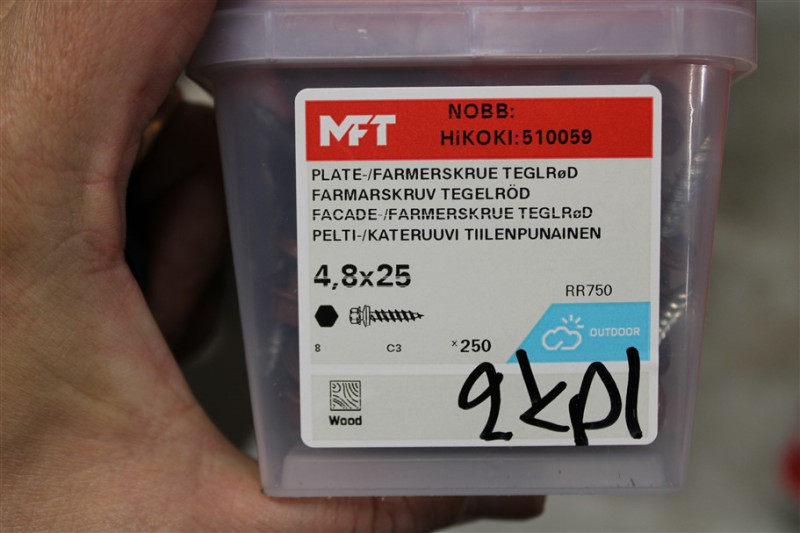 MFT
NOBB:
HiKOKI:510059
PLATE-/FARMERSKRUE TEGLRøD
FARMARSKRUV TEGELRÖD
FACADE-/FARMERSKRUE TEGLRøD
PELTI-/KATERUUVI TIILENPUNAINEN
4,8x25
RR750
OUTDOOR
8 C3 x250
2kpl
Wood